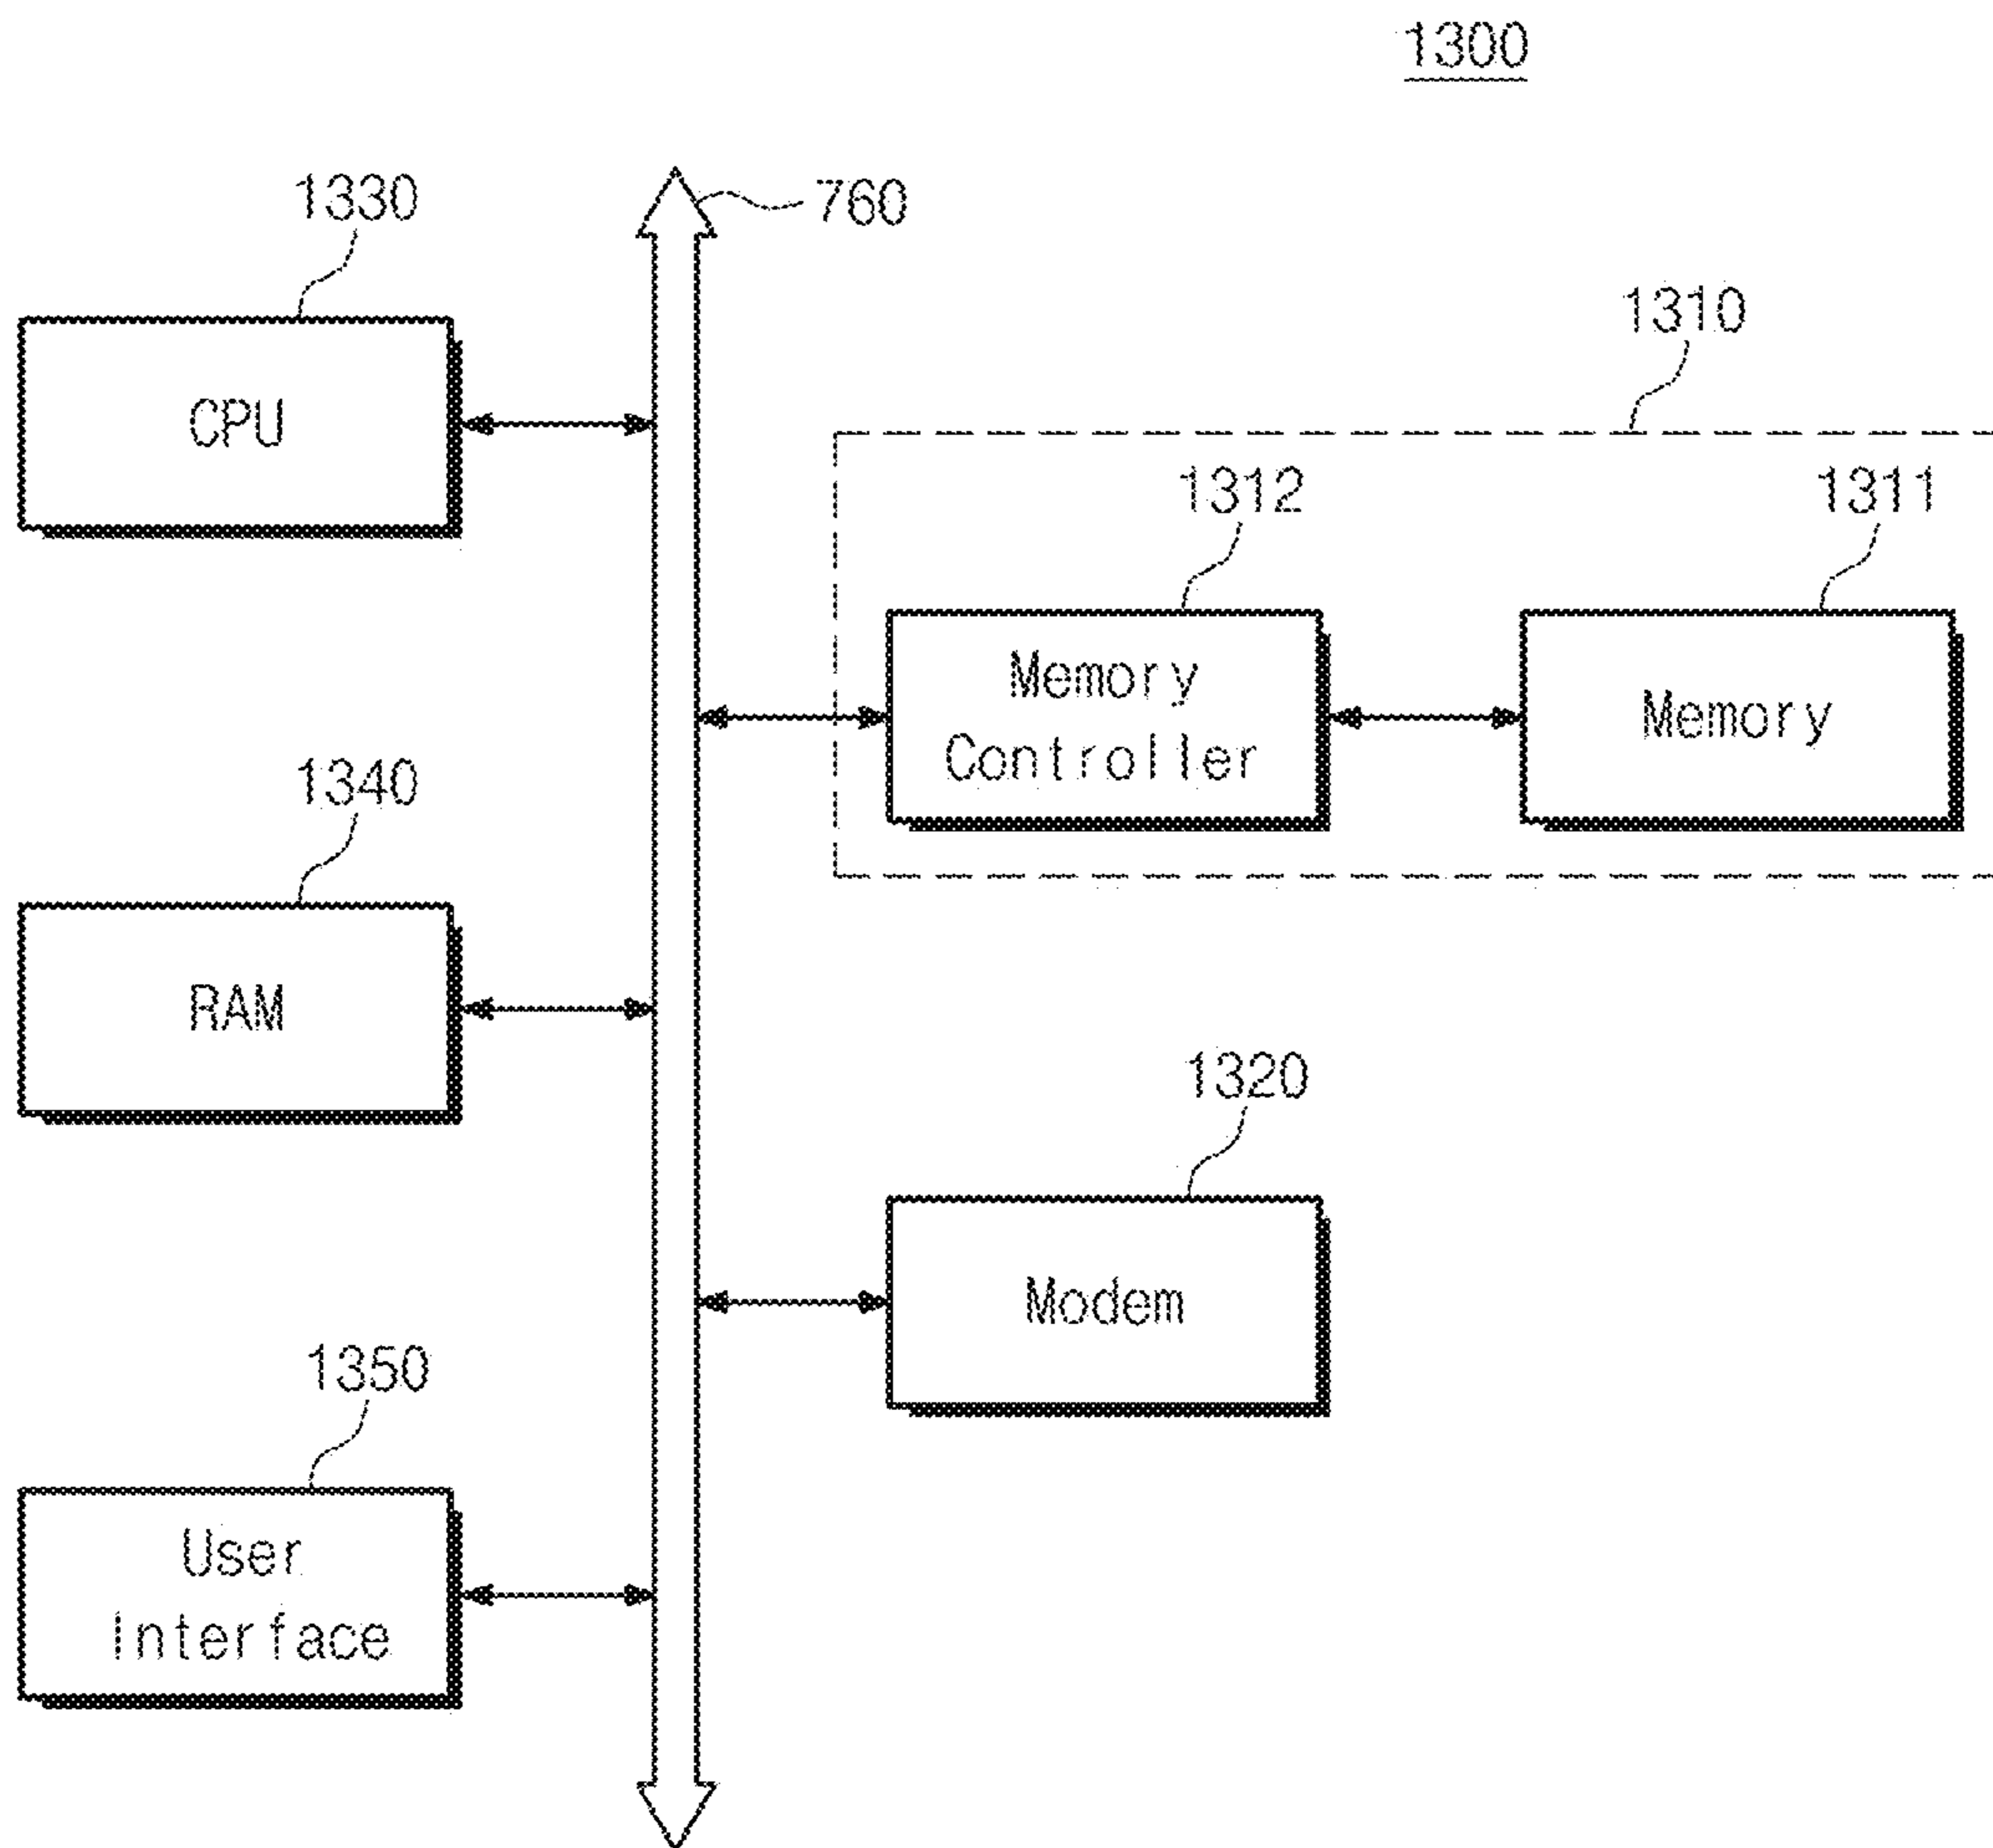 1300
1330
760
CPU
1310
1312
1311
Memory
Controller
Memory
1340
RAM
1320
Modem
1350
User
Interface